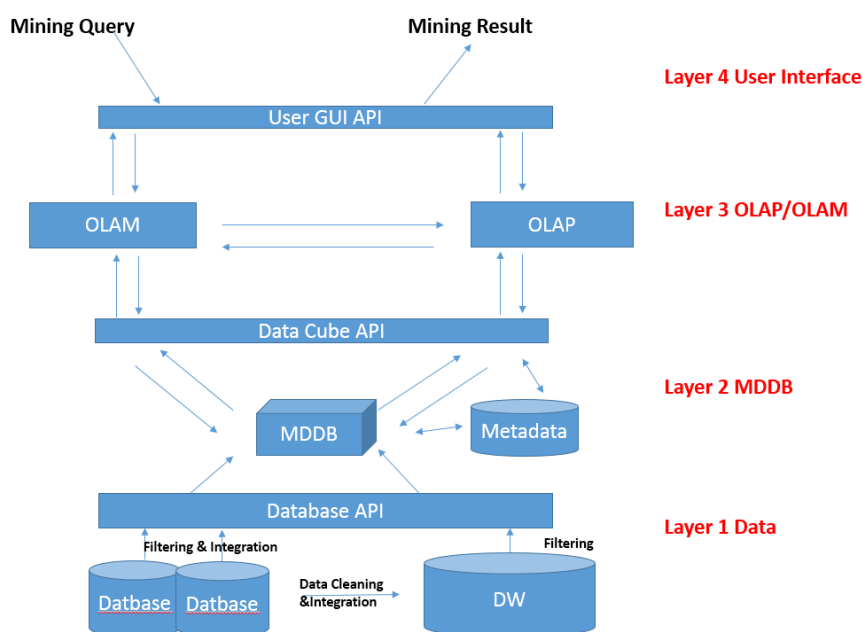 Mining Query
Mining Result
Layer 4 User Interface
User GUI API
OLAM
OLAP
Layer 3 OLAP/OLAM
Data Cube API
Layer 2 MDDB
MDDB
Metadata
Database API
Layer 1 Data
Filtering & Integration
Filtering
Datbase
Datbase
Data Cleaning
&Integration
DW